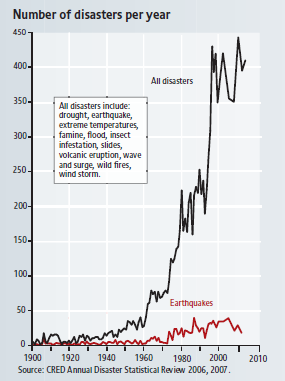 Number of disasters per year
450
400
350
300
250
200
150
100
50
0
All disasters
All disasters include:
drought, earthquake,
extreme temperatures,
famine, flood, insect
infestation, slides,
volcanic eruption, wave
and surge, wild fires,
wind storm.
Earthquakes
1900 1920 1940 1960 1980 2000 2010
Source: CRED Annual Disaster Statistical Review 2006, 2007.